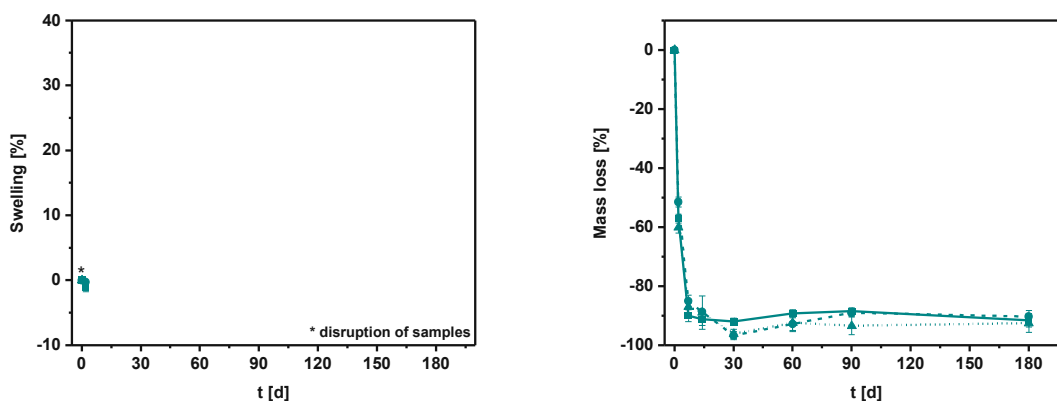 40
30
20
10
0
-10
Swelling [%]
*
* disruption of samples
0 30 60 90 120 150 180
t [d]
0
-20
-40
-60
-80
-100
Mass loss [%]
0 30 60 90 120 150 180
t [d]